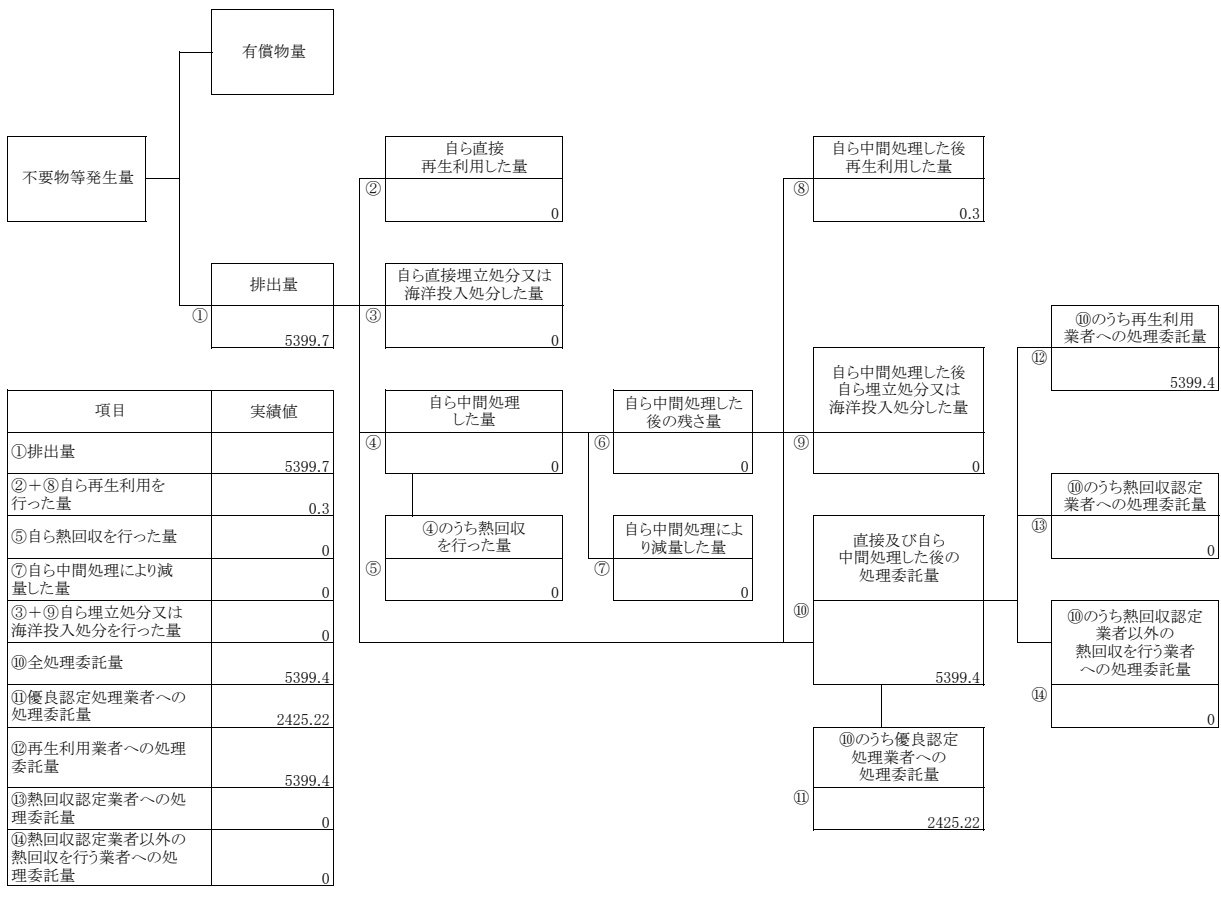 有償物量
不要物等発生量
排出量
①
5399.7
自ら直接
再生利用した量
②
0
自ら直接埋立処分又は
海洋投入処分した量
③
0
自ら中間処理
した量
④
0
④のうち熱回収
を行った量
⑤
0
自ら中間処理した
後の残さ量
⑥
0
自ら中間処理によ
り減量した量
⑦
0
自ら中間処理した後
再生利用した量
⑧
0.3
自ら中間処理した後
自ら埋立処分又は
海洋投入処分した量
⑨
0
直接及び自ら
中間処理した後の
処理委託量
⑩
5399.4
⑩のうち優良認定
処理業者への
処理委託量
⑪
2425.22
⑩のうち再生利用
業者への処理委託量
⑫
5399.4
⑩のうち熱回収認定
業者への処理委託量
⑬
0
⑩のうち熱回収認定
業者以外の
熱回収を行う業者
への処理委託量
⑭
0
項目 実績値
①排出量
5399.7
②+⑧自ら再生利用を
行った量
0.3
⑤自ら熱回収を行った量
0
⑦自ら中間処理により減
量した量
0
③+⑨自ら埋立処分又は
海洋投入処分を行った量
0
⑩全処理委託量
5399.4
⑪優良認定処理業者への
処理委託量
2425.22
⑫再生利用業者への処理
委託量
5399.4
⑬熱回収認定業者への処
理委託量
0
⑭熱回収認定業者以外の
熱回収を行う業者への処
理委託量
0